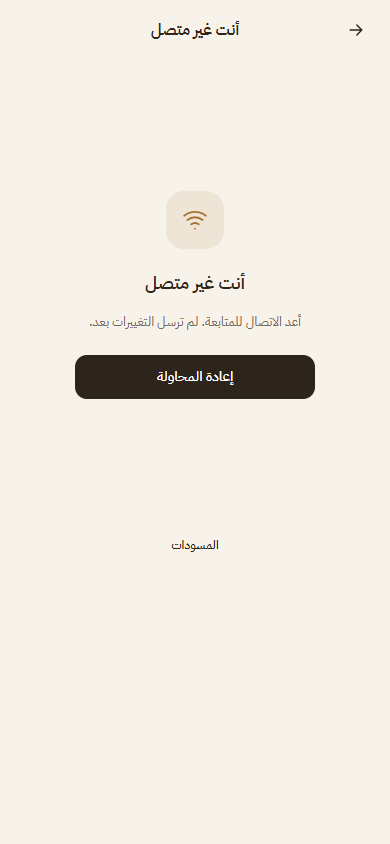 أنت غير متصل
أنت غير متصل
أعد الاتصال للمتابعة. لم ترسل التغييرات بعد.
إعادة المحاولة
المسودات